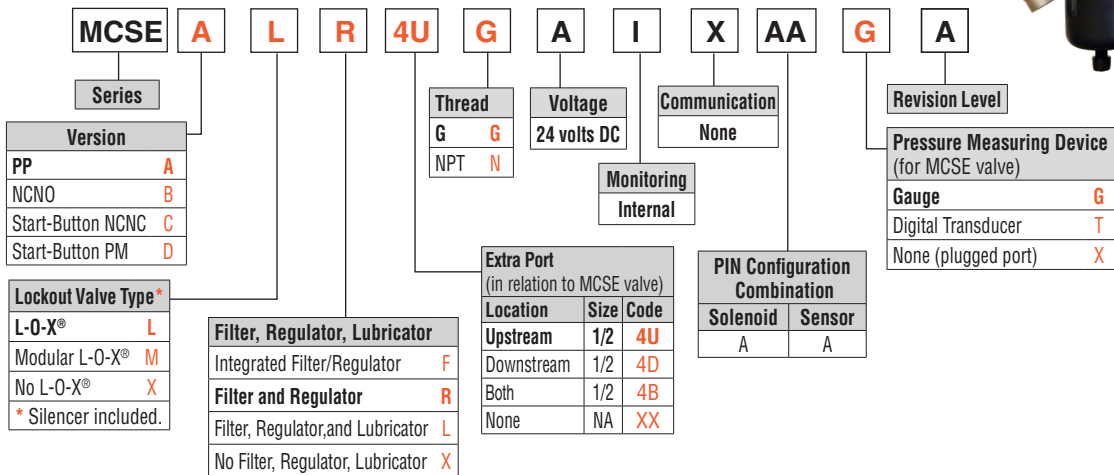 MCSE A L R 4U G A I X AA G A
Series
Version
PP A
NCNO B
Start-Button NCNC C
Start-Button PM D
Lockout Valve Type*
L-O-X® L
Modular L-O-X® M
No L-O-X® X
* Silencer included.
Filter, Regulator, Lubricator
Integrated Filter/Regulator F
Filter and Regulator R
Filter, Regulator,and Lubricator L
No Filter, Regulator, Lubricator X
Extra Port
(in relation to MCSE valve)
Location Size Code
Upstream 1/2 4U
Downstream 1/2 4D
Both 1/2 4B
None NA XX
Thread
G G
NPT N
Voltage
24 volts DC
Monitoring
Internal
Communication
None
PIN Configuration
Combination
Solenoid Sensor
A A
Revision Level
Pressure Measuring Device
(for MCSE valve)
Gauge G
Digital Transducer T
None (plugged port) X